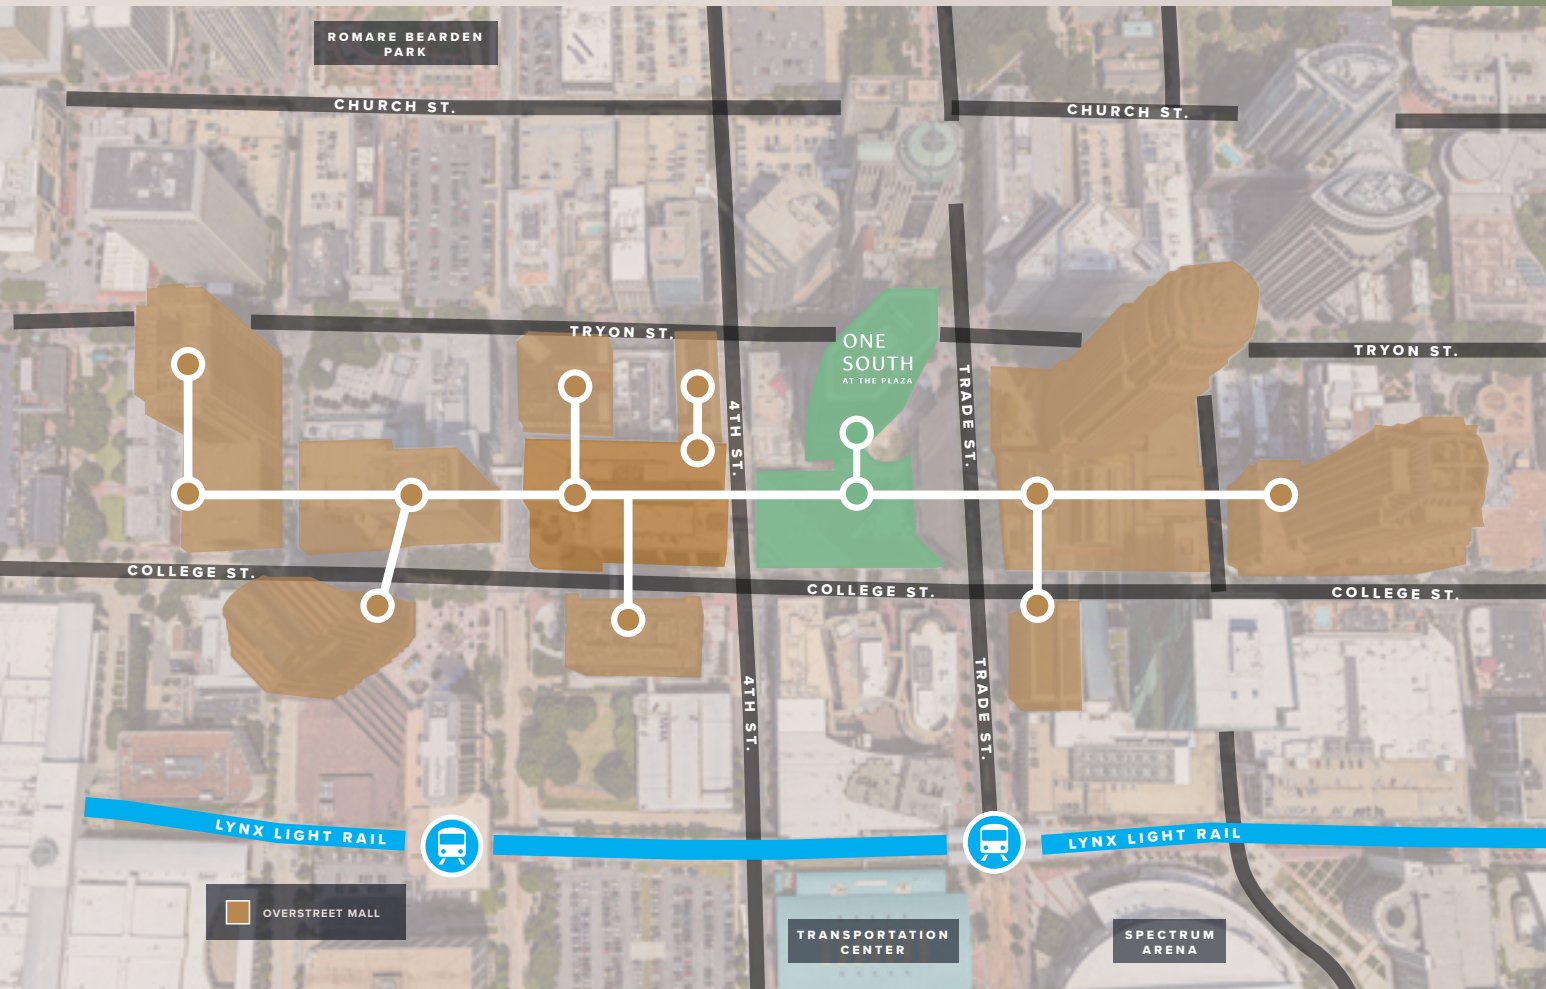 ROMARE BEARDEN
PARK
CHURCH ST.
CHURCH ST.
TRYON ST.
ONE
SOUTH
AT THE PLAZA
TRYON ST.
4TH ST.
TRADE ST.
COLLEGE ST.
COLLEGE ST.
COLLEGE ST.
4TH ST.
TRADE ST.
LYNX LIGHT RAIL
LYNX LIGHT RAIL
OVERSTREET MALL
TRANSPORTATION
CENTER
SPECTRUM
ARENA